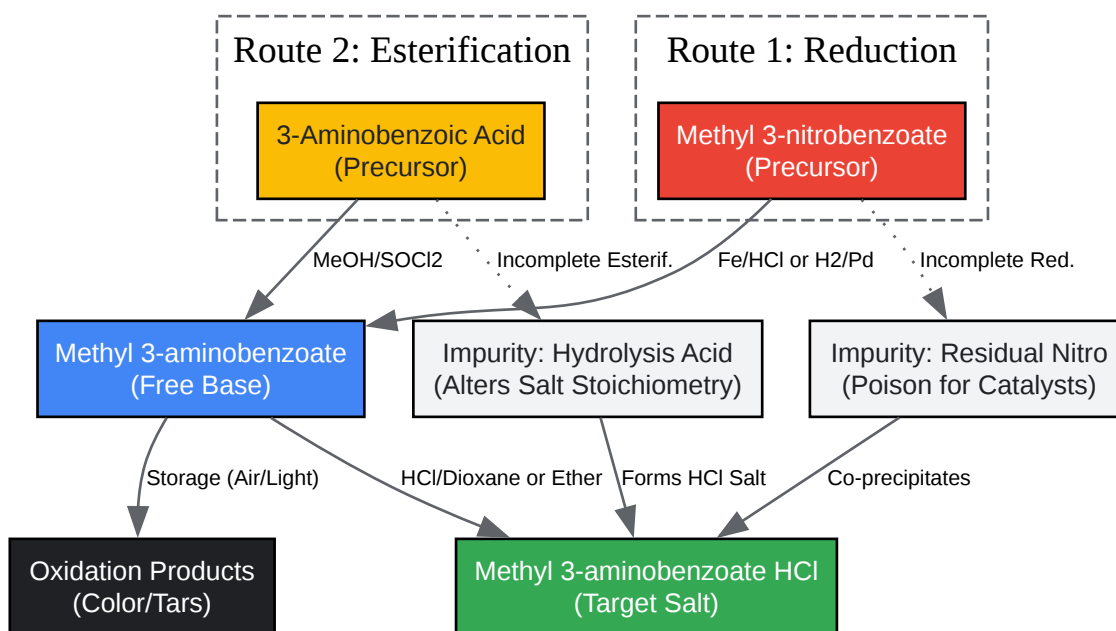 Route 2: Esterification
Route 1: Reduction
3-Aminobenzoic Acid
(Precursor)
Methyl 3-nitrobenzoate
(Precursor)
MeOH/SOCl2
Incomplete Esterif.
Fe/HCl or H2/Pd
Incomplete Red.
Methyl 3-aminobenzoate
(Free Base)
Impurity: Hydrolysis Acid
(Alters Salt Stoichiometry)
Impurity: Residual Nitro
(Poison for Catalysts)
Storage (Air/Light)
HCl/Dioxane or Ether
Forms HCl Salt
Co-precipitates
Oxidation Products
(Color/Tars)
Methyl 3-aminobenzoate HCl
(Target Salt)